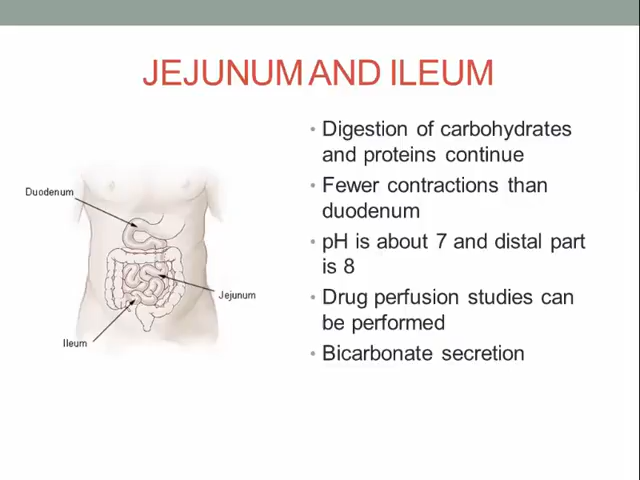 JEJUNUM AND ILEUM
• Digestion of carbohydrates
and proteins continue
• Fewer contractions than
duodenum
• pH is about 7 and distal part
is 8
• Drug perfusion studies can
be performed
• Bicarbonate secretion
Duodenum
Jejunum
Ileum